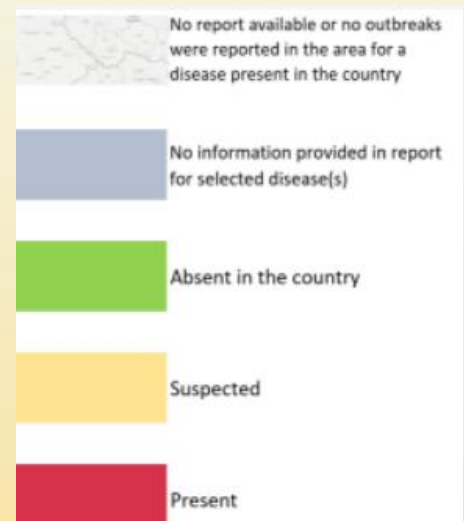 No report available or no outbreaks
were reported in the area for a
disease present in the country
No information provided in report
for selected disease(s)
Absent in the country
Suspected
Present